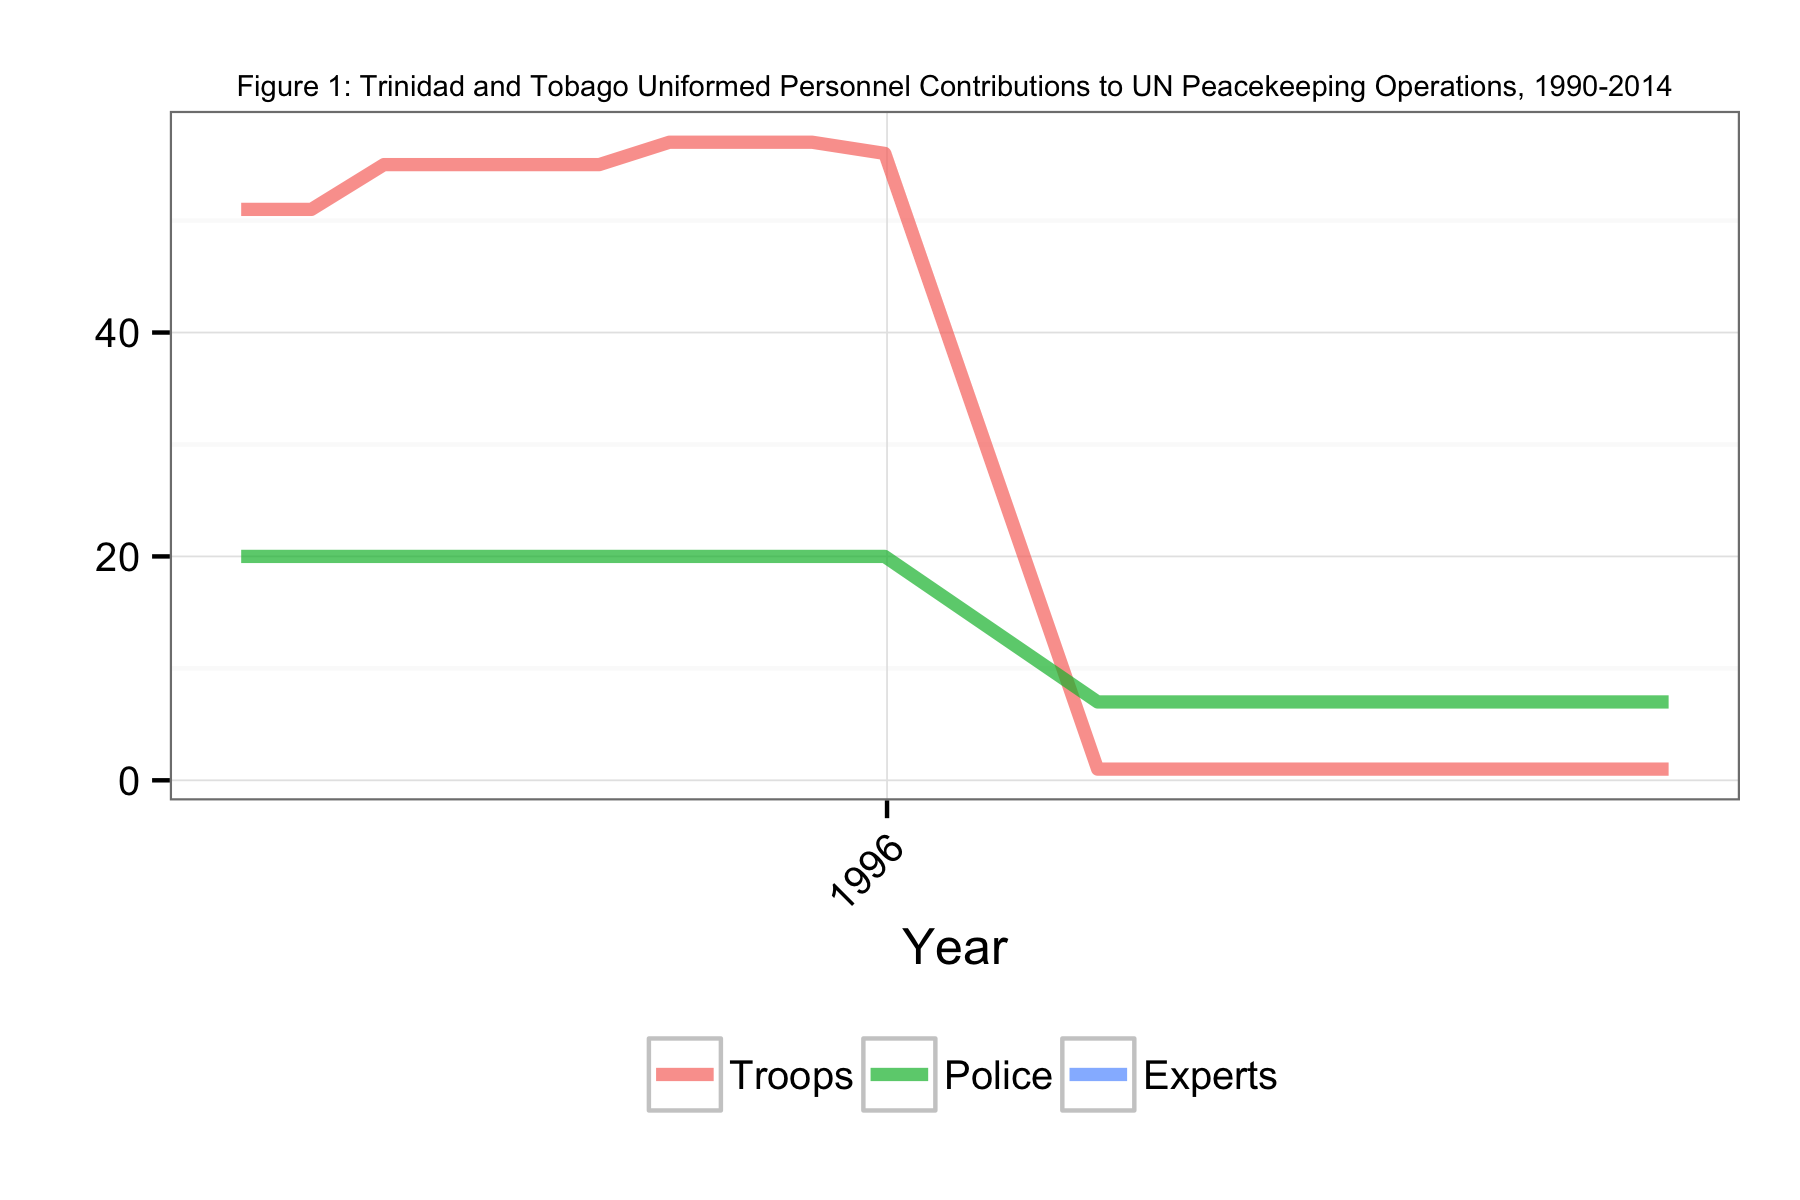 Figure 1: Trinidad and Tobago Uniformed Personnel Contributions to UN Peacekeeping Operations, 1990-2014
40
20
0
1996
Year
Troops Police Experts